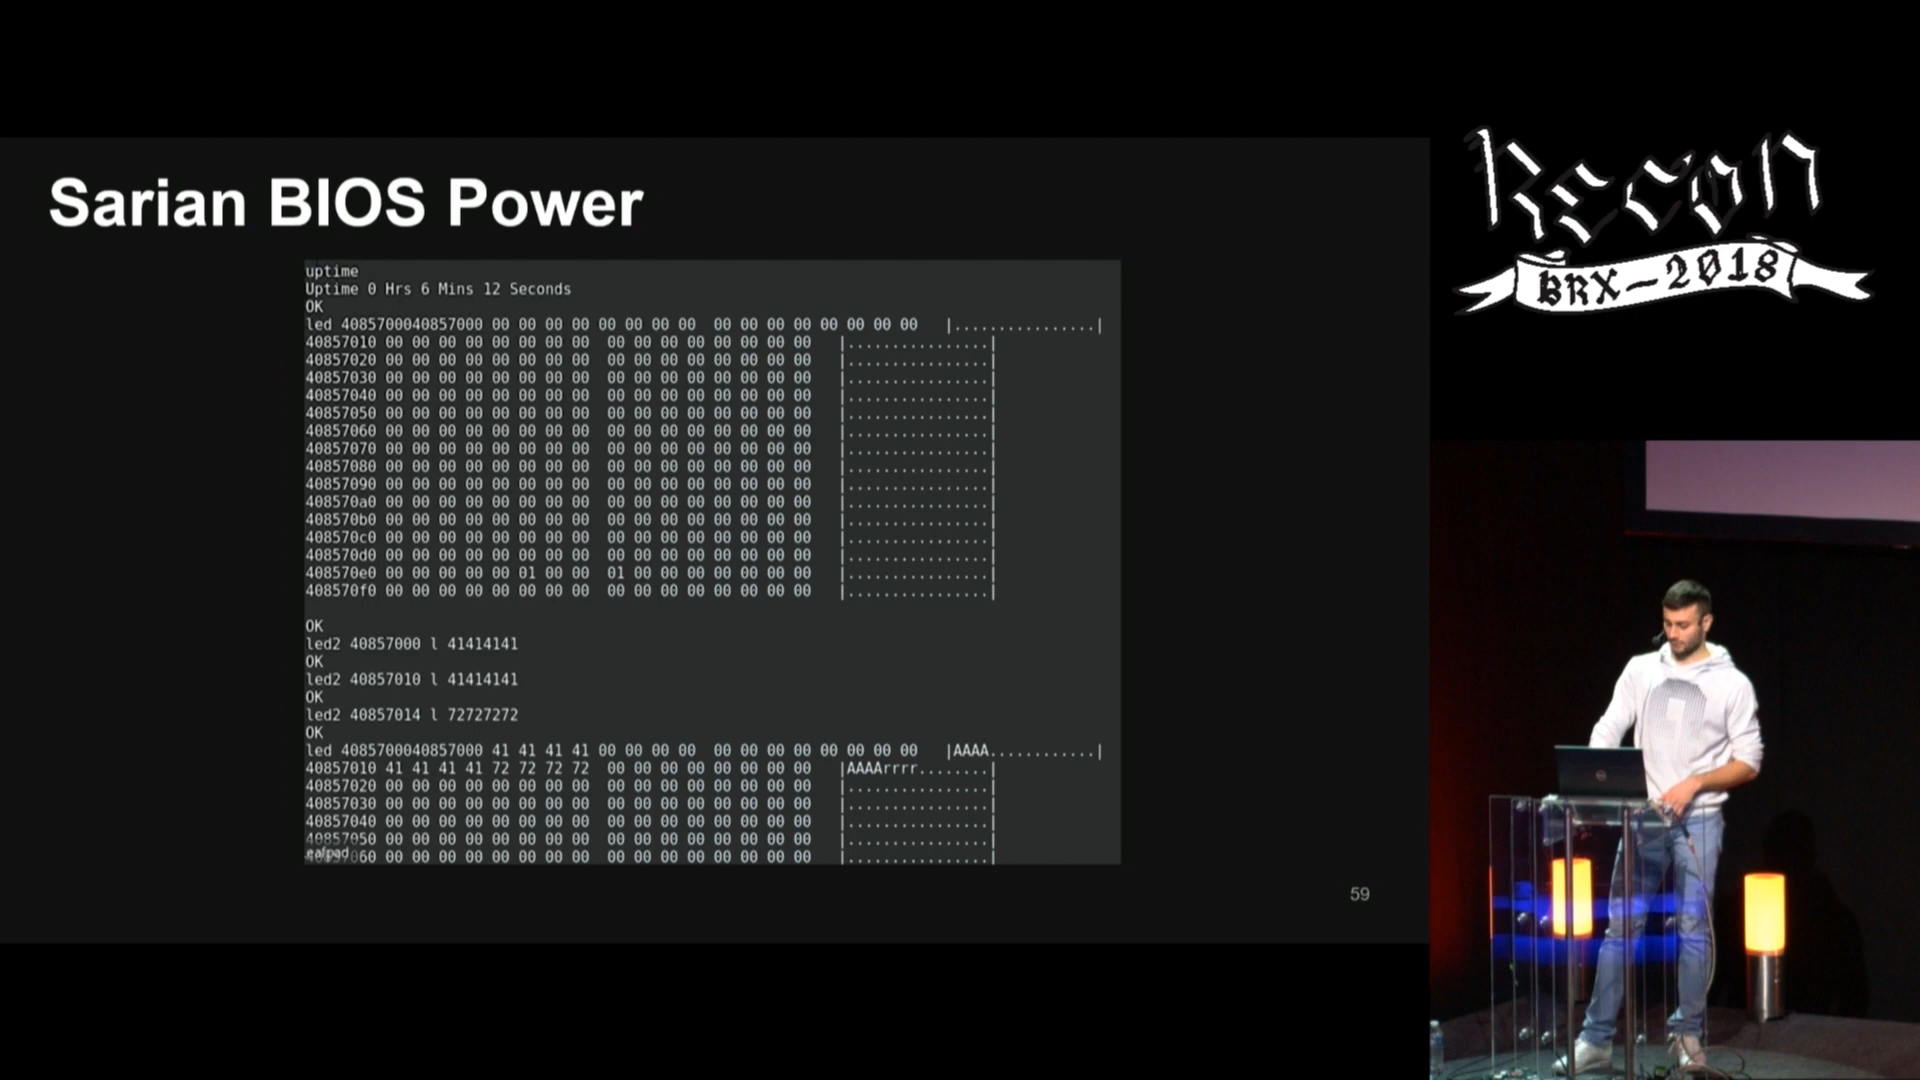 Sarian BIOS Power
uptime
Uptime 0 Hrs 6 Mins 12 Seconds
OK
led 4085700040857000 00 00 00 00 00 00 00 00  00 00 00 00 00 00 00 00   |................|
40857010 00 00 00 00 00 00 00 00  00 00 00 00 00 00 00 00   |................|
40857020 00 00 00 00 00 00 00 00  00 00 00 00 00 00 00 00   |................|
40857030 00 00 00 00 00 00 00 00  00 00 00 00 00 00 00 00   |................|
40857040 00 00 00 00 00 00 00 00  00 00 00 00 00 00 00 00   |................|
40857050 00 00 00 00 00 00 00 00  00 00 00 00 00 00 00 00   |................|
40857060 00 00 00 00 00 00 00 00  00 00 00 00 00 00 00 00   |................|
40857070 00 00 00 00 00 00 00 00  00 00 00 00 00 00 00 00   |................|
40857080 00 00 00 00 00 00 00 00  00 00 00 00 00 00 00 00   |................|
40857090 00 00 00 00 00 00 00 00  00 00 00 00 00 00 00 00   |................|
408570a0 00 00 00 00 00 00 00 00  00 00 00 00 00 00 00 00   |................|
408570b0 00 00 00 00 00 00 00 00  00 00 00 00 00 00 00 00   |................|
408570c0 00 00 00 00 00 00 00 00  00 00 00 00 00 00 00 00   |................|
408570d0 00 00 00 00 00 00 00 00  00 00 00 00 00 00 00 00   |................|
408570e0 00 00 00 00 00 01 00 00  01 00 00 00 00 00 00 00   |................|
408570f0 00 00 00 00 00 00 00 00  00 00 00 00 00 00 00 00   |................|
OK
led2 40857000 l 41414141
OK
led2 40857010 l 41414141
OK
led2 40857014 l 72727272
OK
led 4085700040857000 41 41 41 41 00 00 00 00  00 00 00 00 00 00 00 00   |AAAA............|
40857010 41 41 41 41 72 72 72 72  00 00 00 00 00 00 00 00   |AAAArrrr........|
40857020 00 00 00 00 00 00 00 00  00 00 00 00 00 00 00 00   |................|
40857030 00 00 00 00 00 00 00 00  00 00 00 00 00 00 00 00   |................|
40857040 00 00 00 00 00 00 00 00  00 00 00 00 00 00 00 00   |................|
40857050 00 00 00 00 00 00 00 00  00 00 00 00 00 00 00 00   |................|
60 00 00 00 00 00 00 00 00  00 00 00 00 00 00 00 00   |................|
59
Recon
BRX-2018